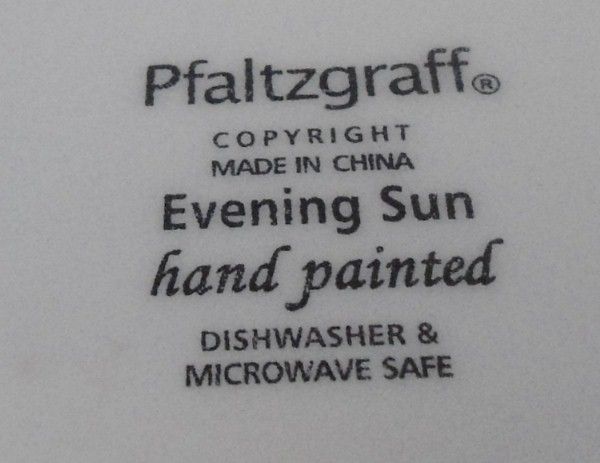 Pfaltzgraff®
COPYRIGHT
MADE IN CHINA
Evening Sun
hand painted
DISHWASHER &
MICROWAVE SAFE